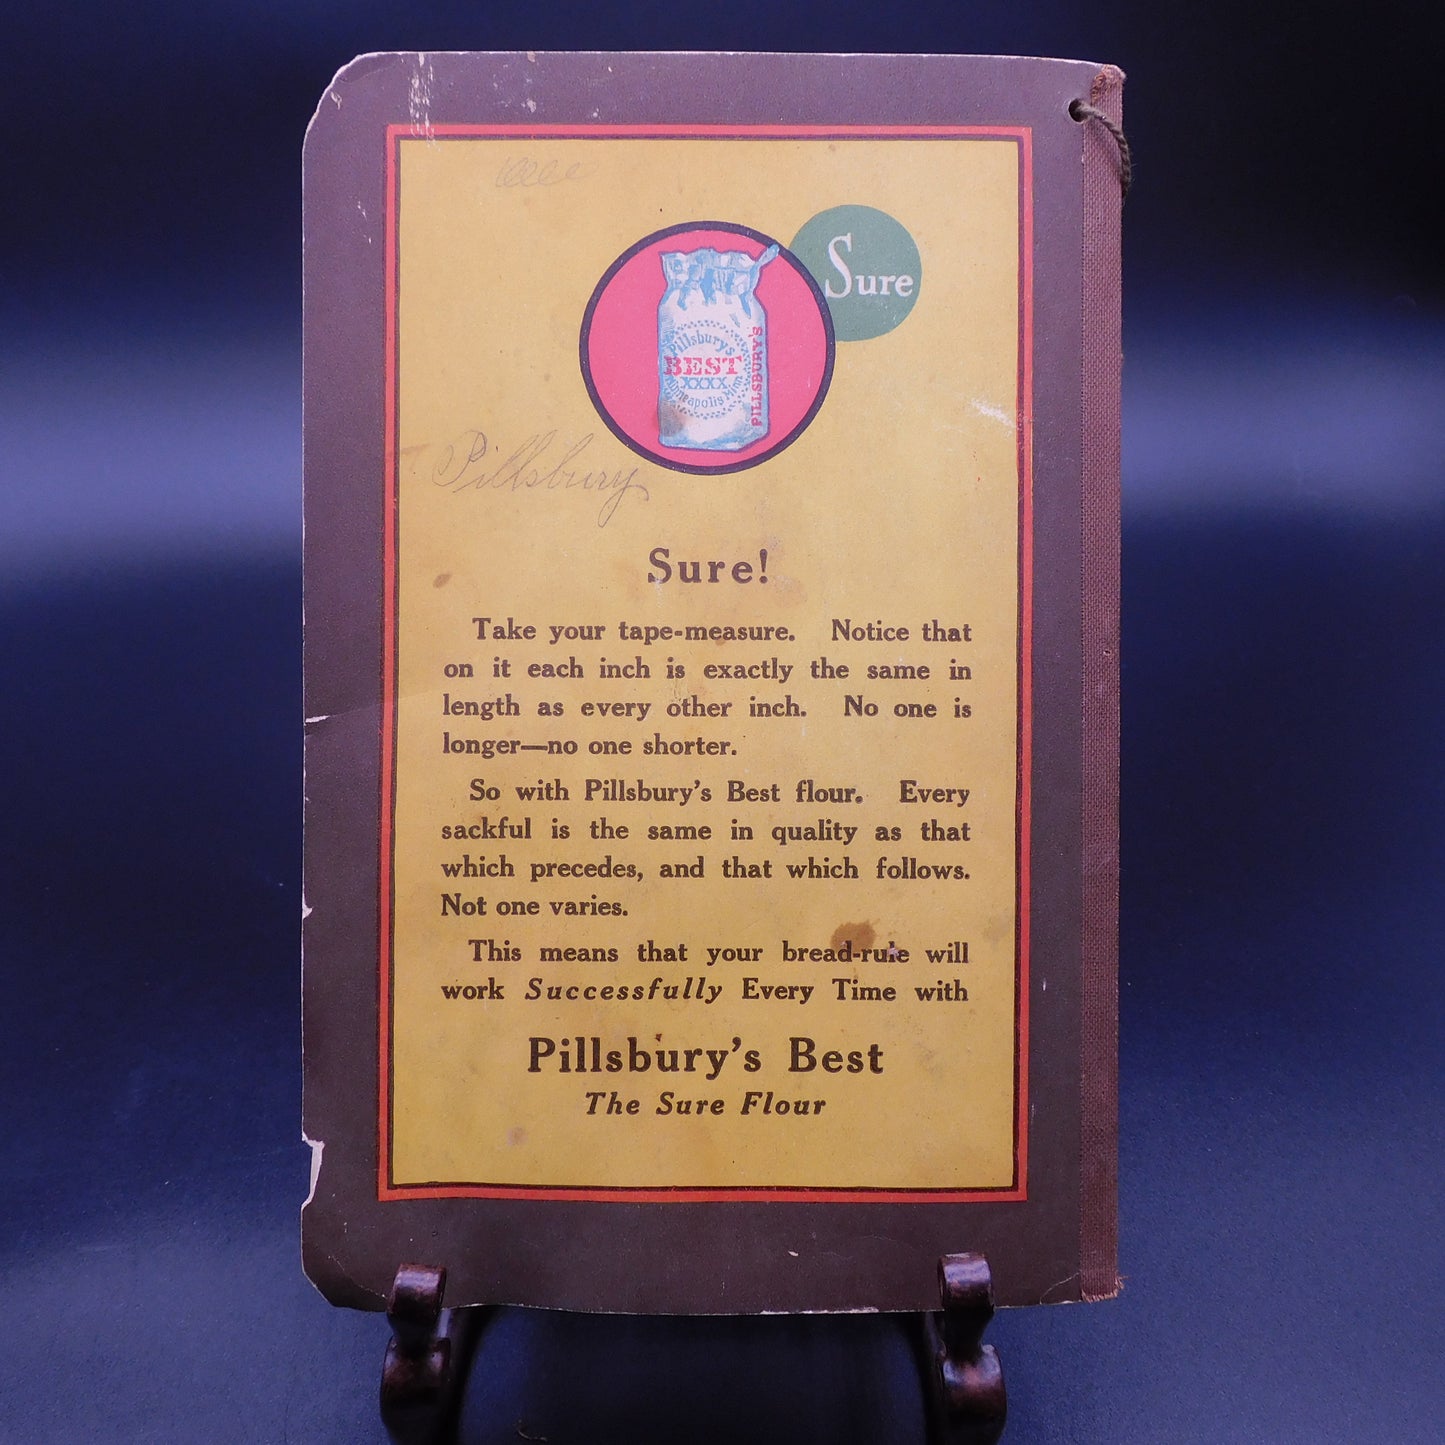 Sure
Pillsbury's
BEST
XXXX
Minneapolis Minn
PILLSBURY'S
Pillsbury
Sure!
Take your tape-measure. Notice that
on it each inch is exactly the same in
length as every other inch. No one is
longer—no one shorter.
So with Pillsbury's Best flour. Every
sackful is the same in quality as that
which precedes, and that which follows.
Not one varies.
This means that your bread-rule will
work Successfully Every Time with
Pillsbury's Best
The Sure Flour